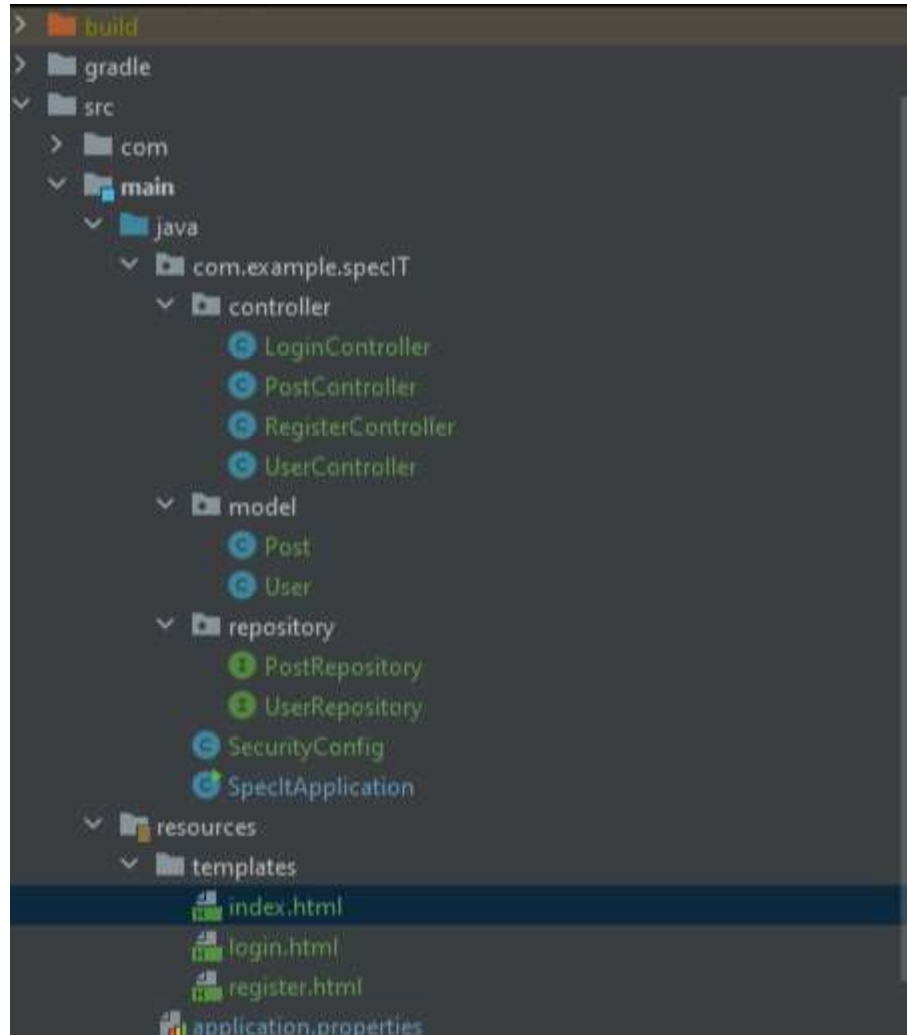 build
gradle
src
com
main
java
com.example.specIT
controller
LoginController
PostController
RegisterController
UserController
model
Post
User
repository
PostRepository
UserRepository
SecurityConfig
SpecItApplication
resources
templates
index.html
login.html
register.html
application.properties